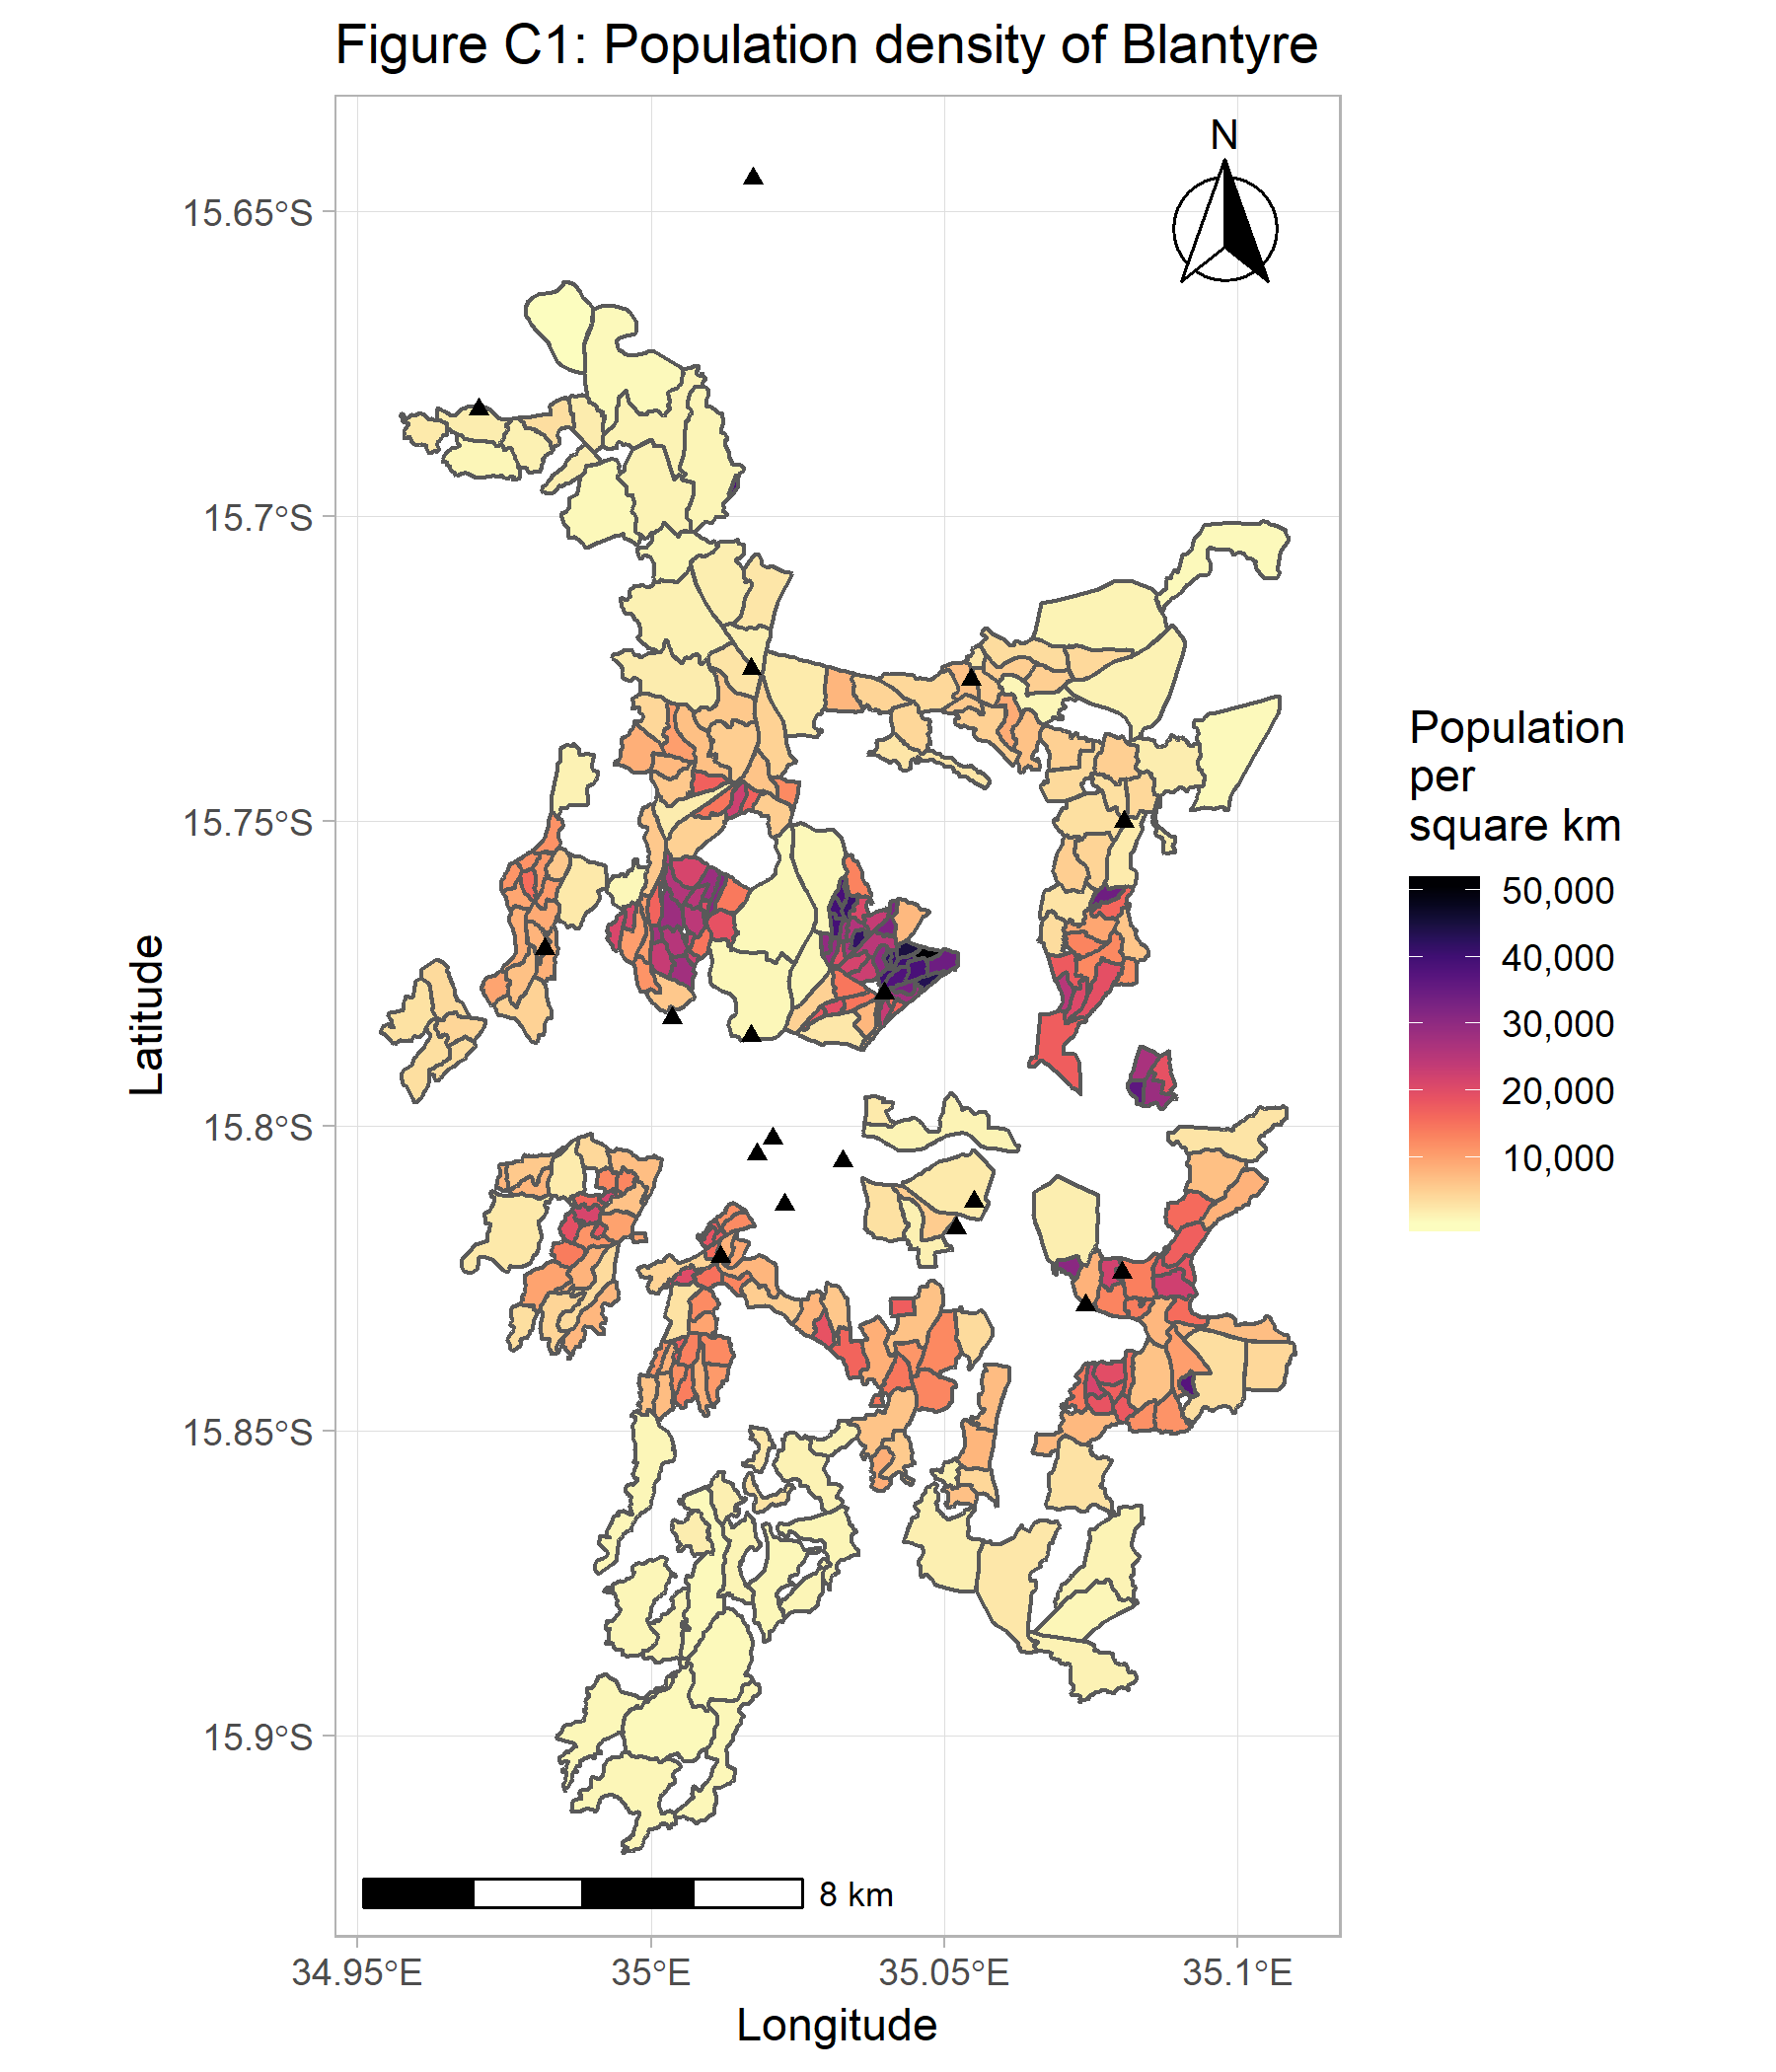 Figure C1: Population density of Blantyre
N
15.65°S
15.7°S
15.75°S
15.8°S
15.85°S
15.9°S
Latitude
34.95°E
35°E
35.05°E
35.1°E
Longitude
8 km
Population
per
square km
50,000
40,000
30,000
20,000
10,000